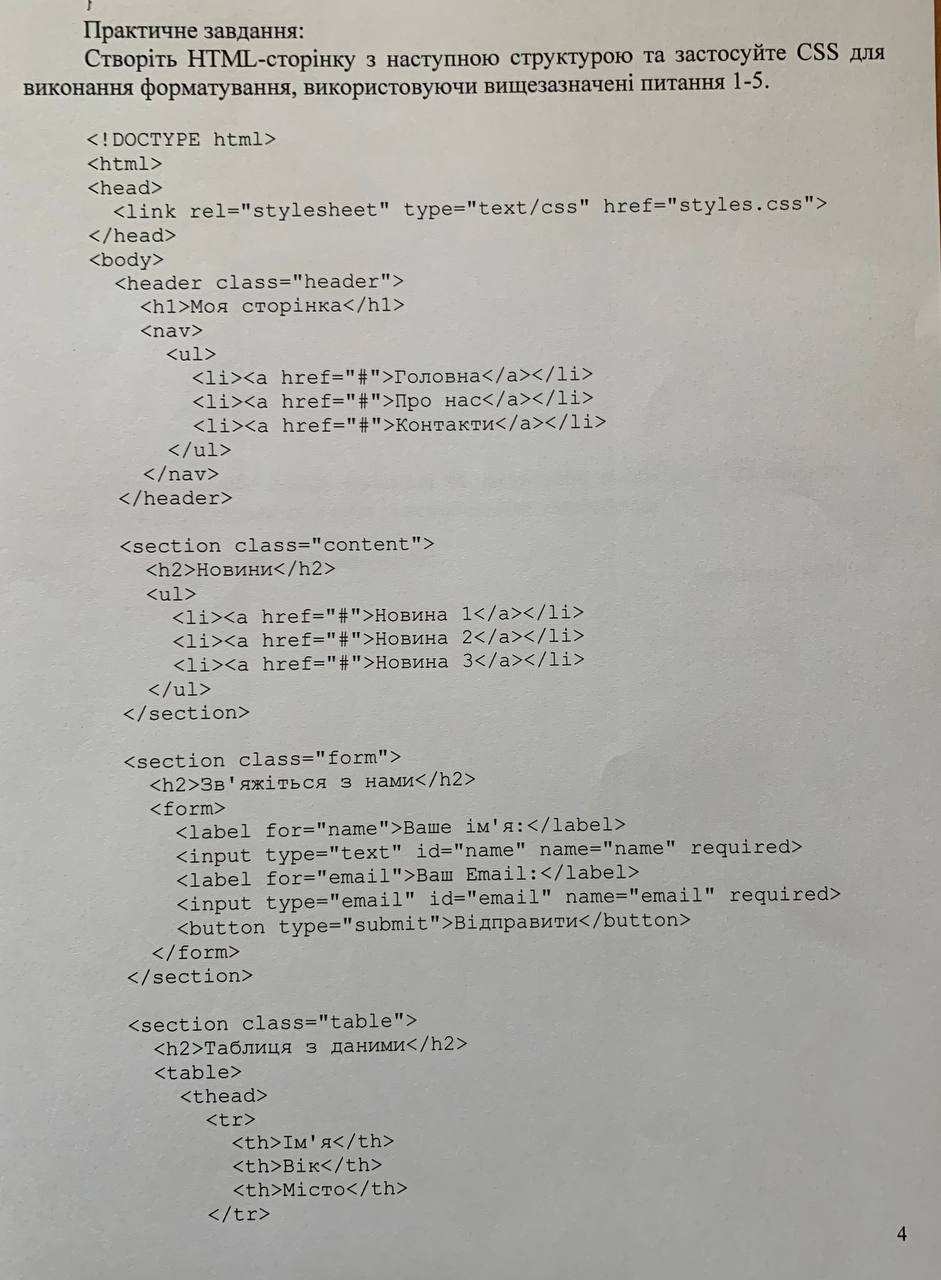 }
Практичне завдання:
Створіть HTML-сторінку з наступною структурою та застосуйте CSS для
виконання форматування, використовуючи вищезазначені питання 1-5.
<!DOCTYPE html>
<html>
<head>
<link rel="stylesheet" type="text/css" href="styles.css">
</head>
<body>
<header class="header">
<h1>Моя сторінка</h1>
<nav>
<ul>
<li><a href="#">Головна</a></li>
<li><a href="#">Про нас</a></li>
<li><a href="#">Контакти</a></li>
</ul>
</nav>
</header>
<section class="content">
<h2>Новини</h2>
<ul>
<li><a href="#">Новина 1</a></li>
<li><a href="#">Новина 2</a></li>
<li><a href="#">Новина 3</a></li>
</ul>
</section>
<section class="form">
<h2>Зв'яжіться з нами</h2>
<form>
<label for="name">Ваше ім'я:</label>
<input type="text" id="name" name="name" required>
<label for="email">Ваш Email:</label>
<input type="email" id="email" name="email" required>
<button type="submit">Відправити</button>
</form>
</section>
<section class="table">
<h2>Таблиця з даними</h2>
<table>
<thead>
<tr>
<th>Ім'я</th>
<th>Вік</th>
<th>Місто</th>
</tr>
4